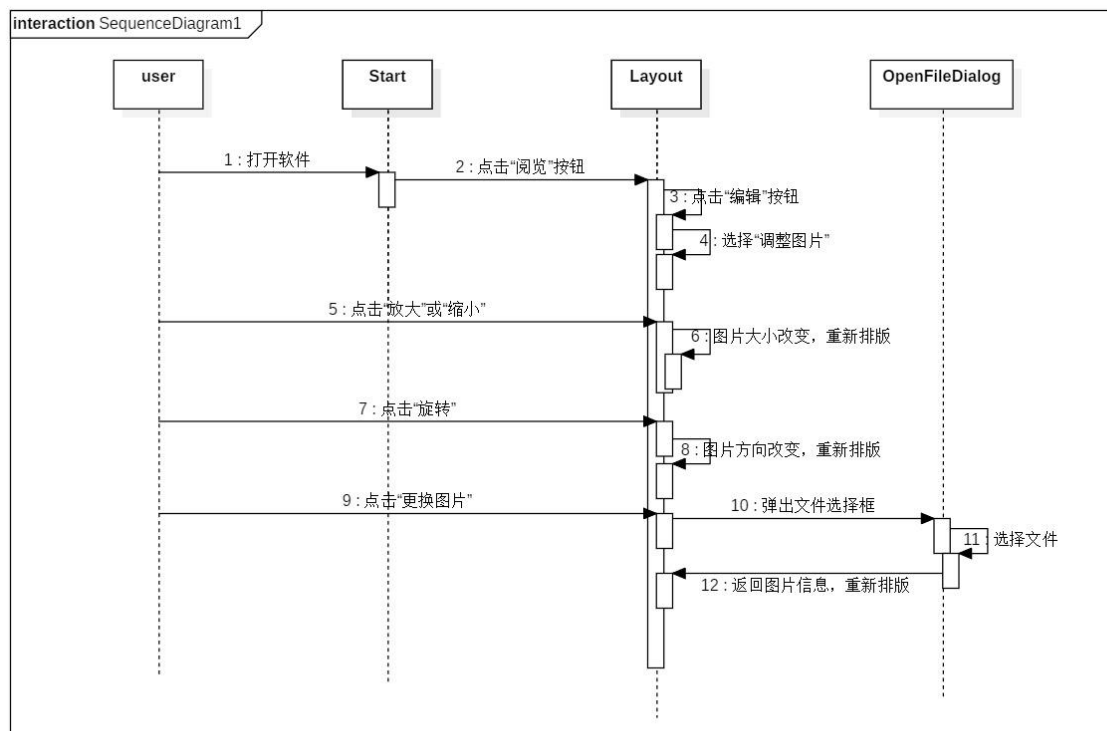 interaction SequenceDiagram1
user
Start
Layout
OpenFileDialog
1 : 打开软件
2 : 点击“阅览”按钮
3 : 点击“编辑”按钮
4 : 选择“调整图片”
5 : 点击“放大”或“缩小”
6 : 图片大小改变，重新排版
7 : 点击“旋转”
8 : 图片方向改变，重新排版
9 : 点击“更换图片”
10 : 弹出文件选择框
11 : 选择文件
12 : 返回图片信息，重新排版